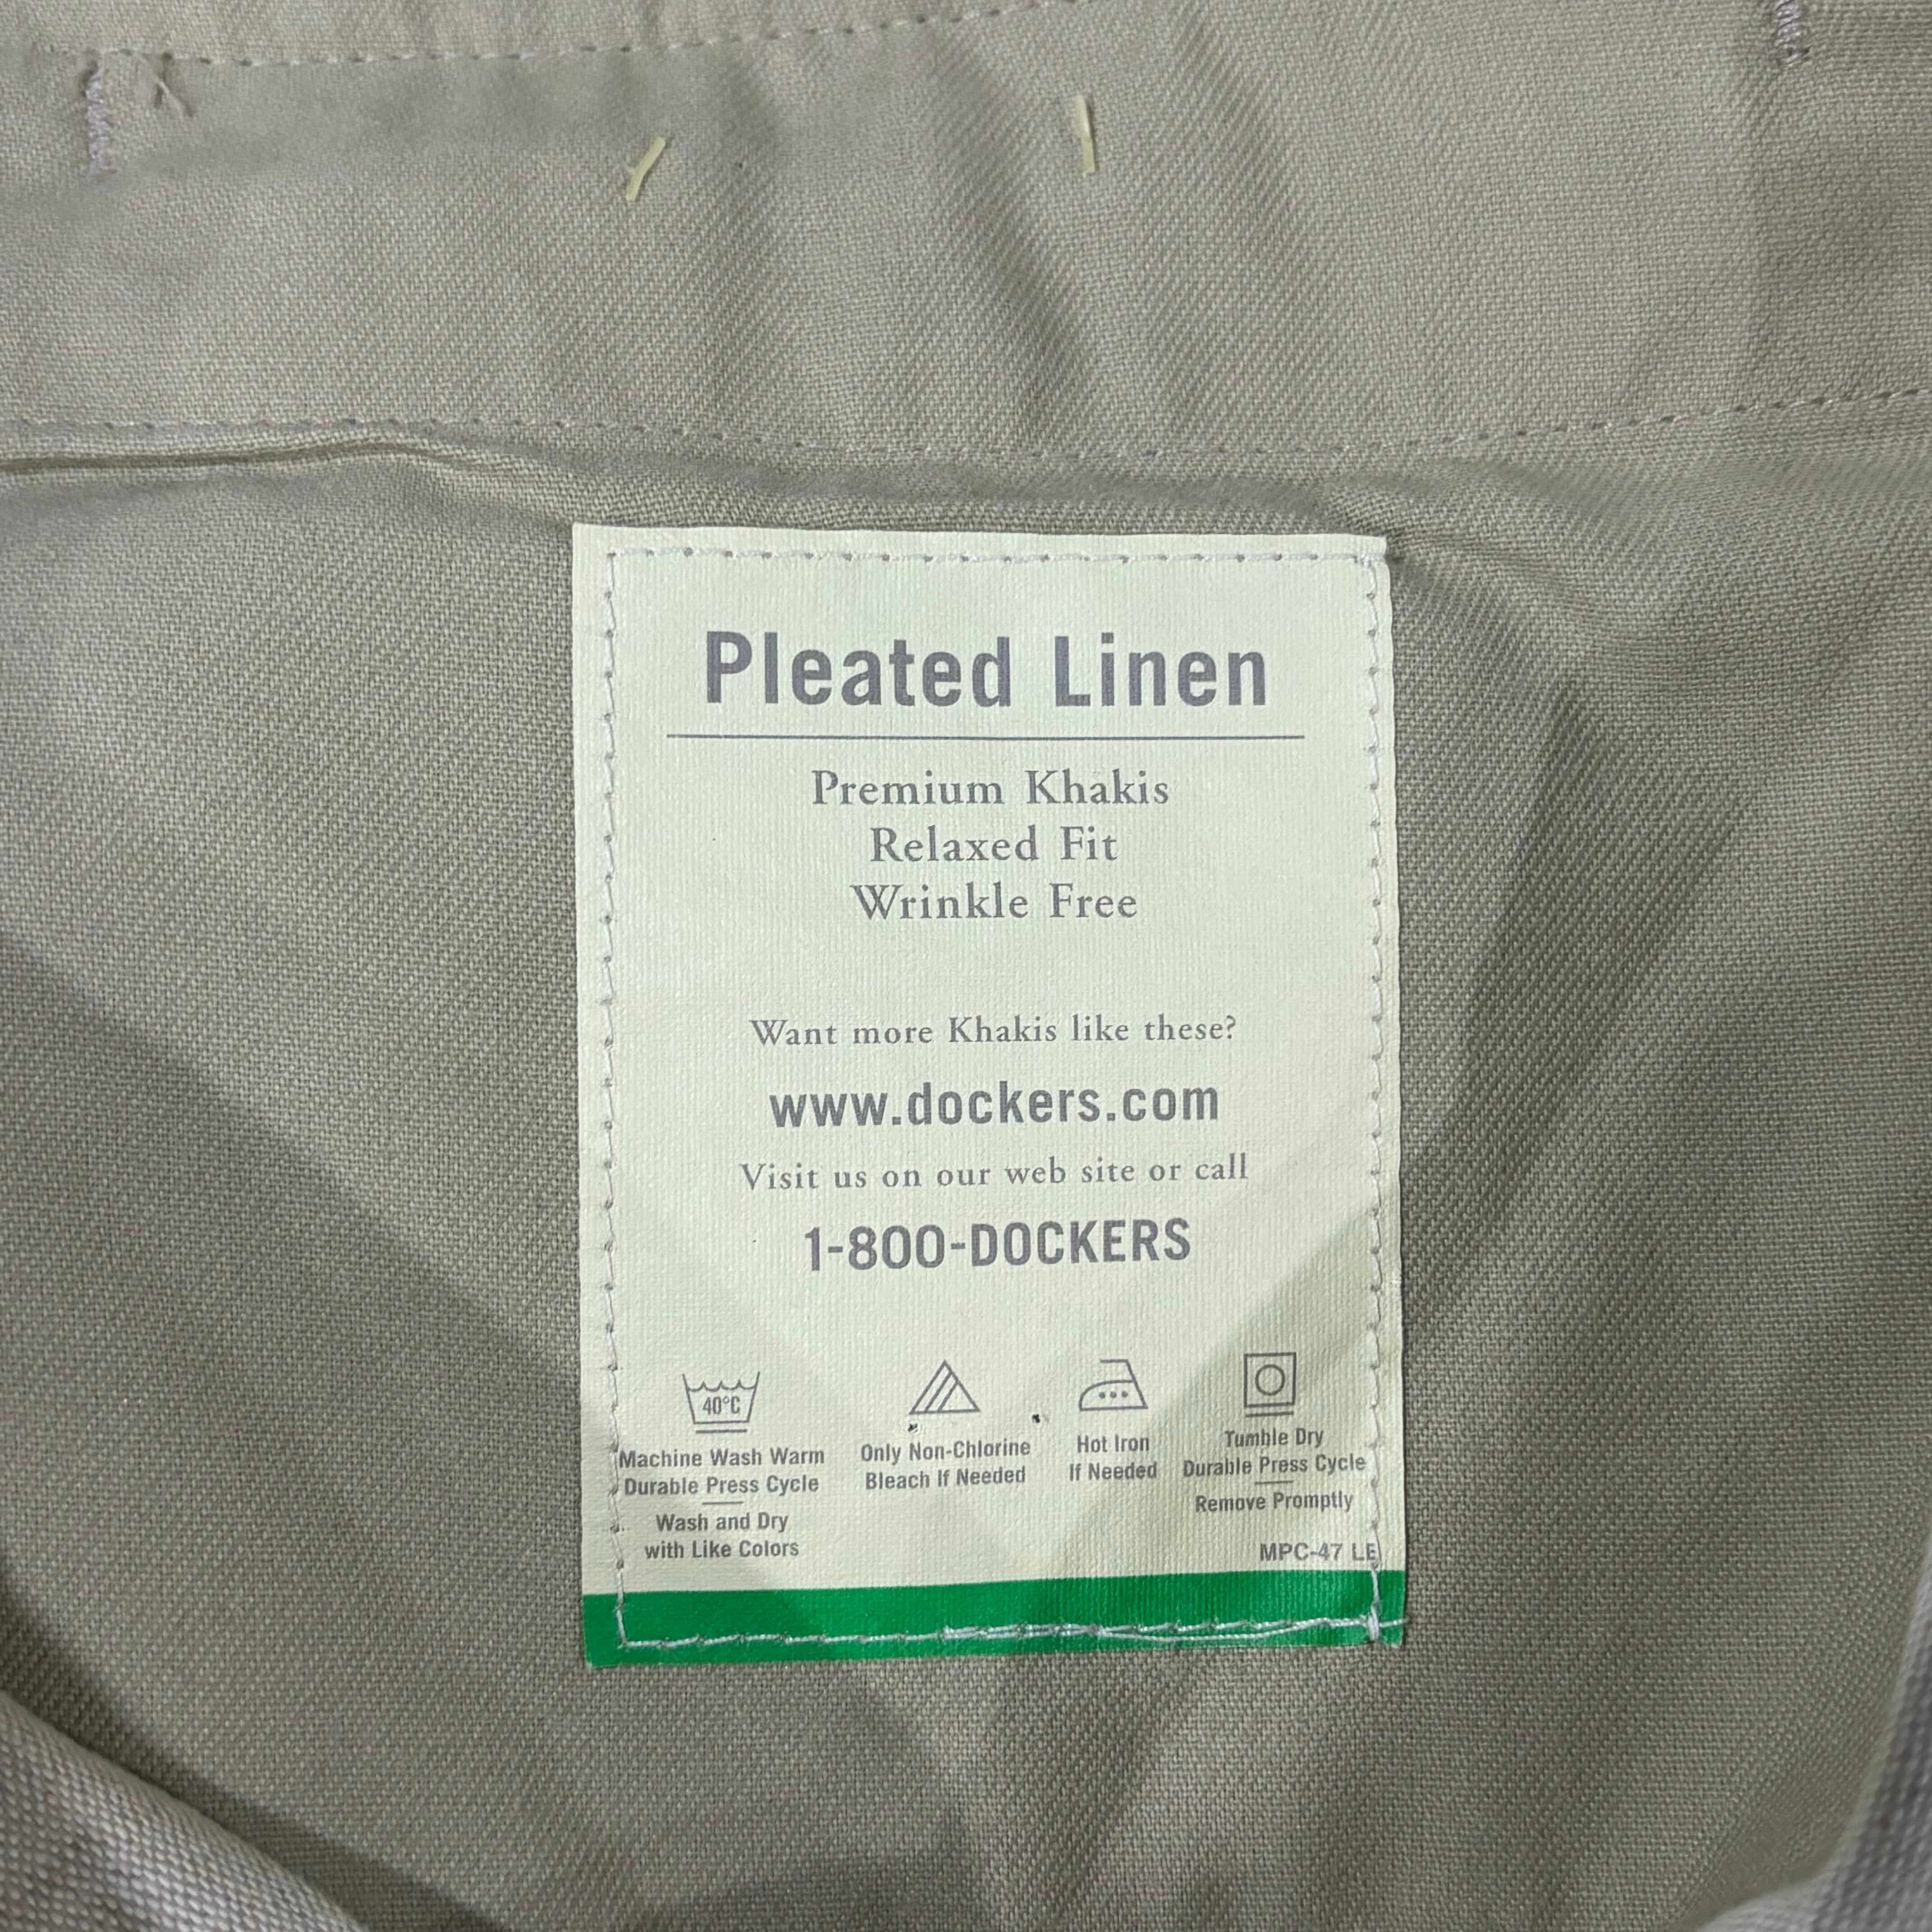 Pleated Linen
Premium Khakis
Relaxed Fit
Wrinkle Free
Want more Khakis like these?
www.dockers.com
Visit us on our web site or call
1-800-DOCKERS
40°C
Machine Wash Warm
Durable Press Cycle
Wash and Dry
with Like Colors
Only Non-Chlorine
Bleach If Needed
Hot Iron
If Needed
Tumble Dry
Durable Press Cycle
Remove Promptly
MPC-47 LE